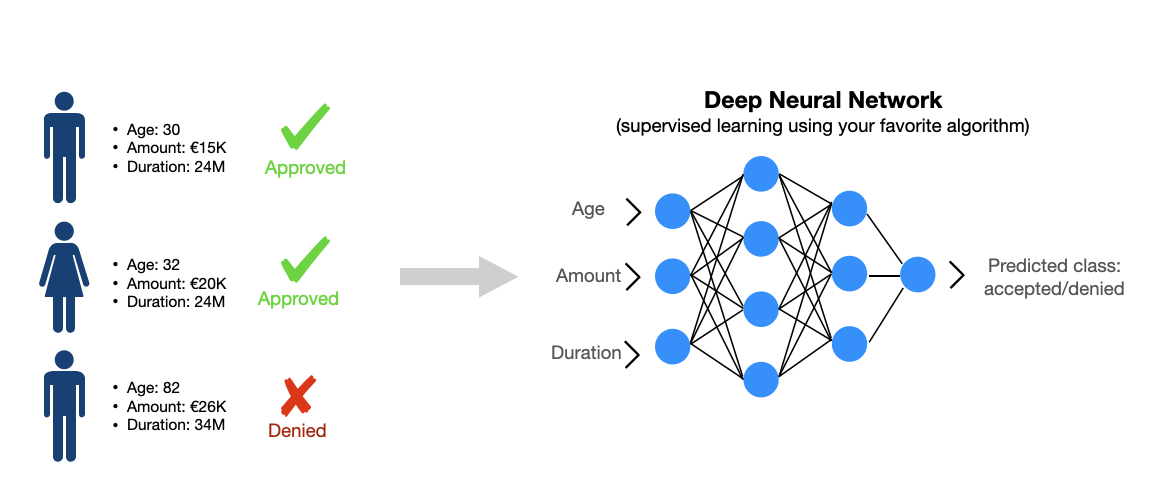 • Age: 30
• Amount: €15K
• Duration: 24M
Approved
• Age: 32
• Amount: €20K
• Duration: 24M
Approved
• Age: 82
• Amount: €26K
• Duration: 34M
Denied
Deep Neural Network
(supervised learning using your favorite algorithm)
Age
Amount
Duration
Predicted class:
accepted/denied